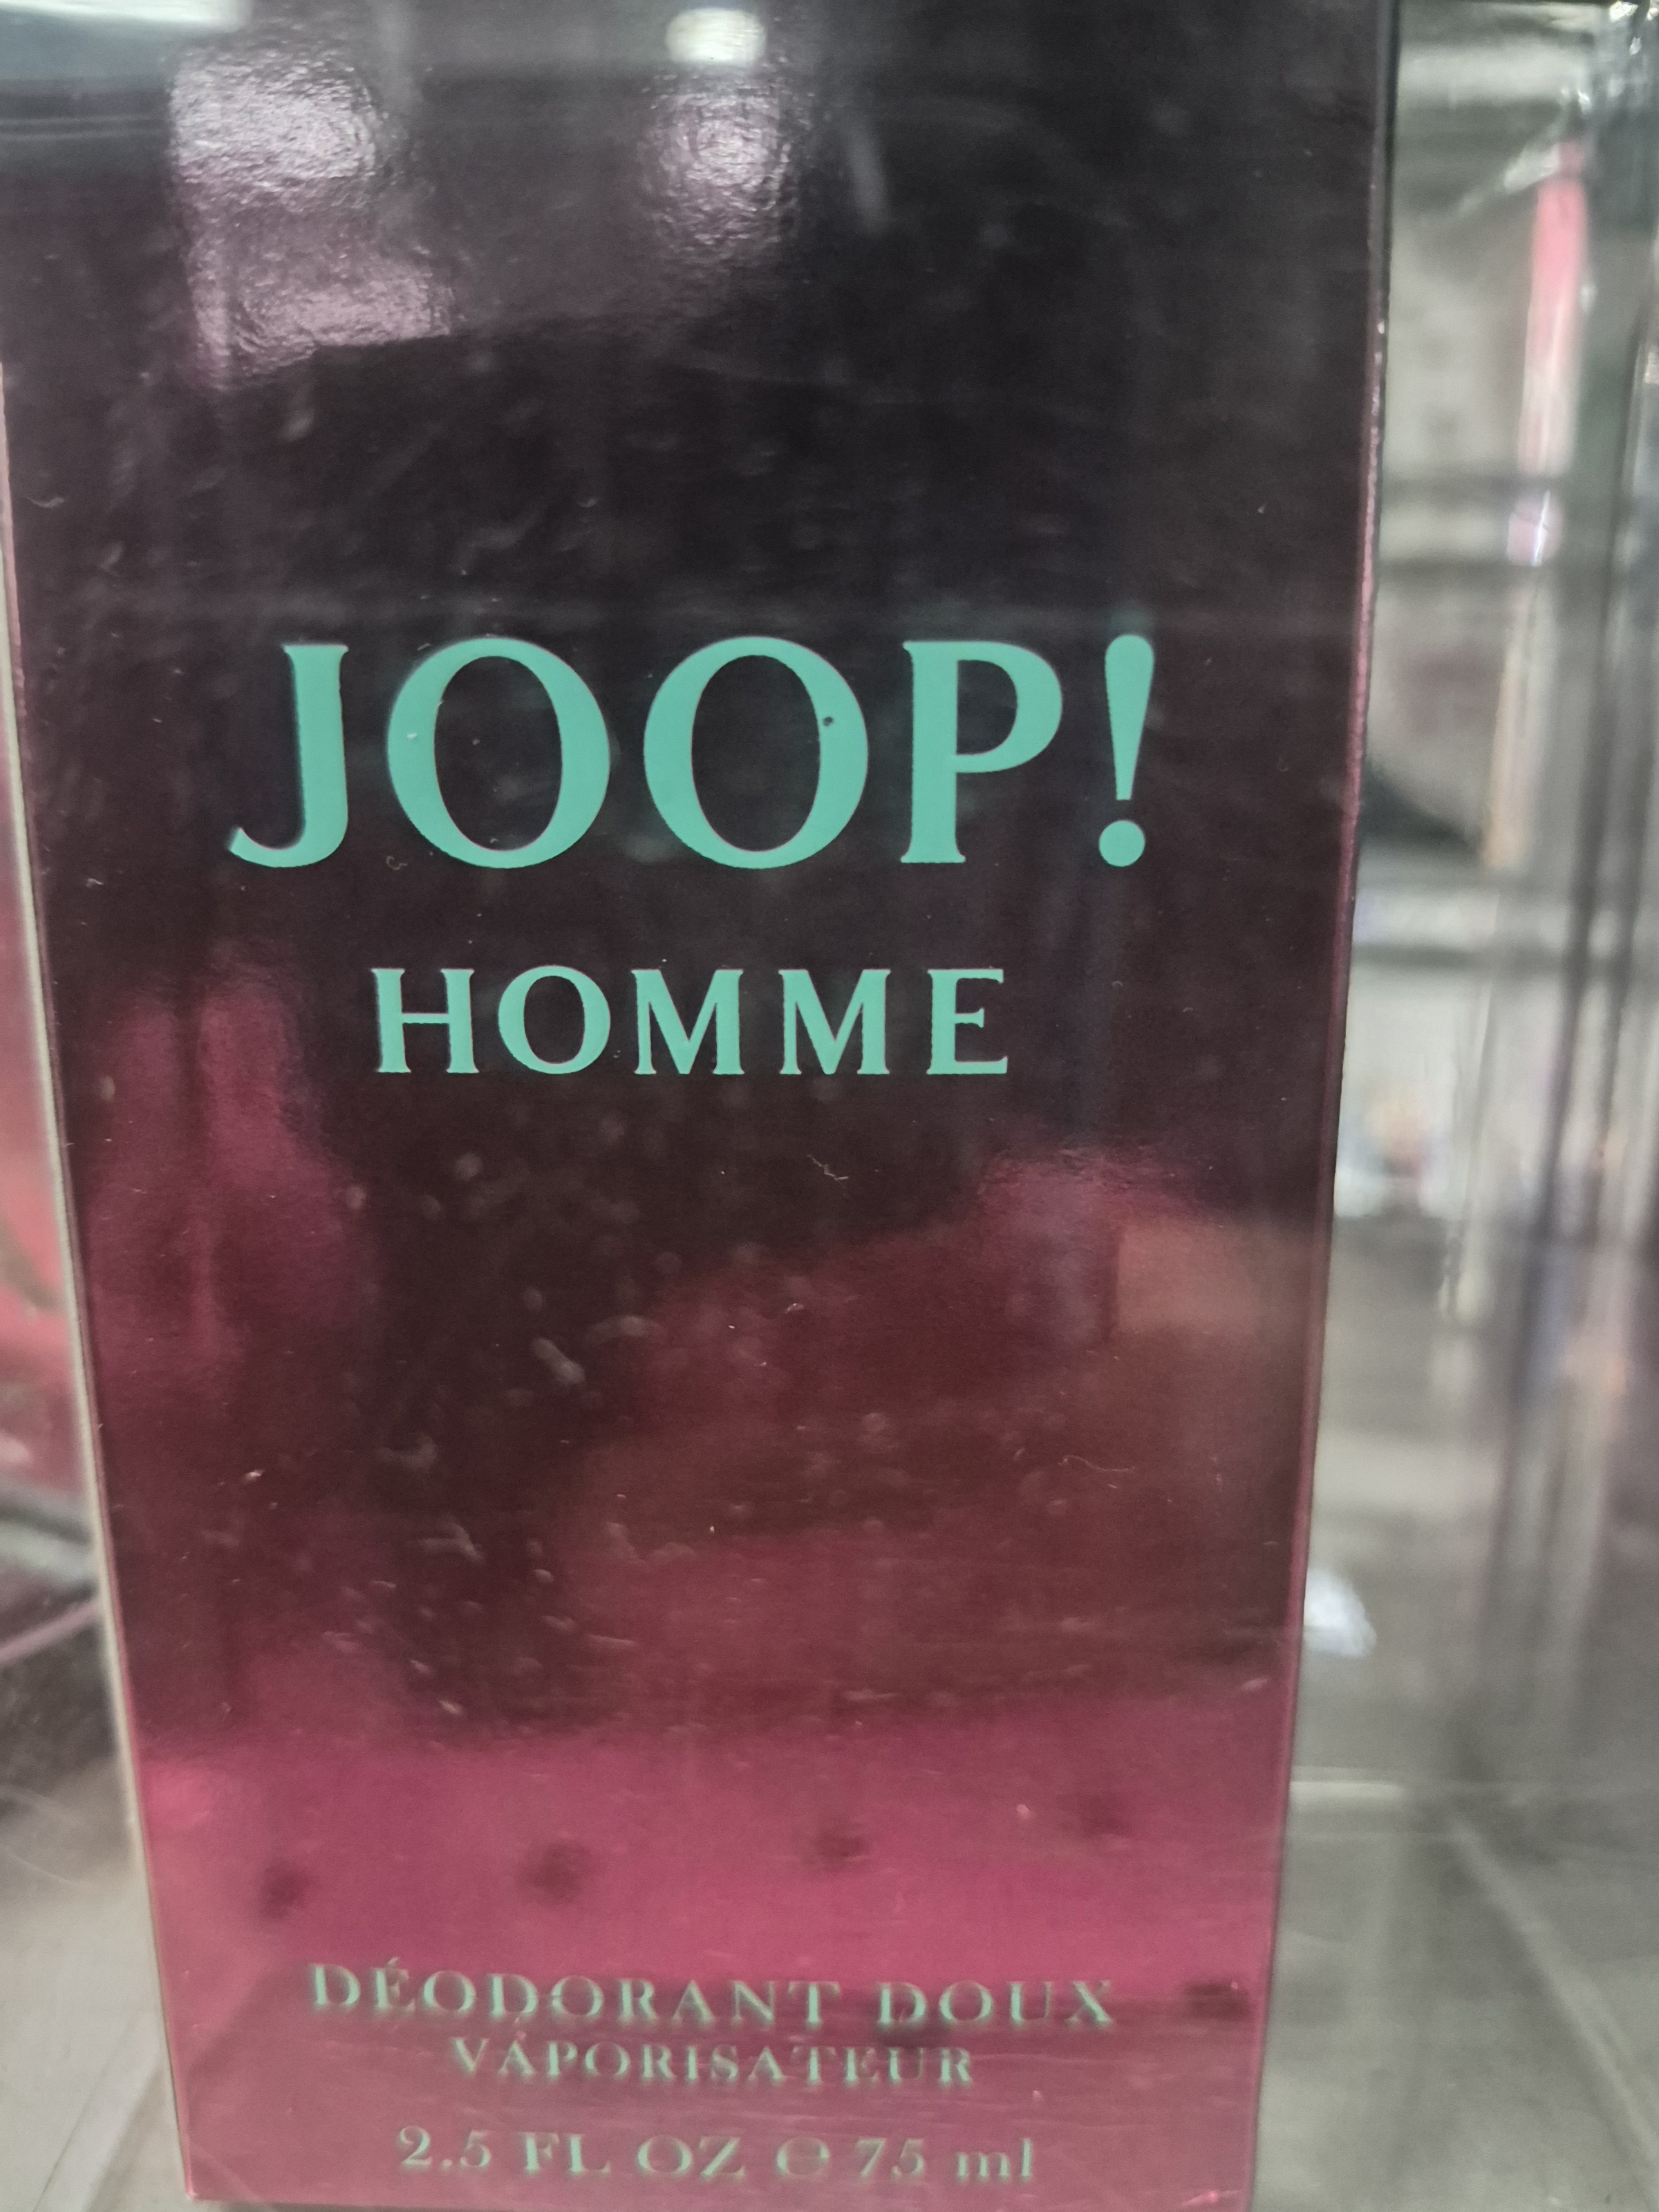 JOOP!
HOMME
DÉODORANT DOUX
VAPORISATEUR
2.5 FL OZ ℮ 75 ml